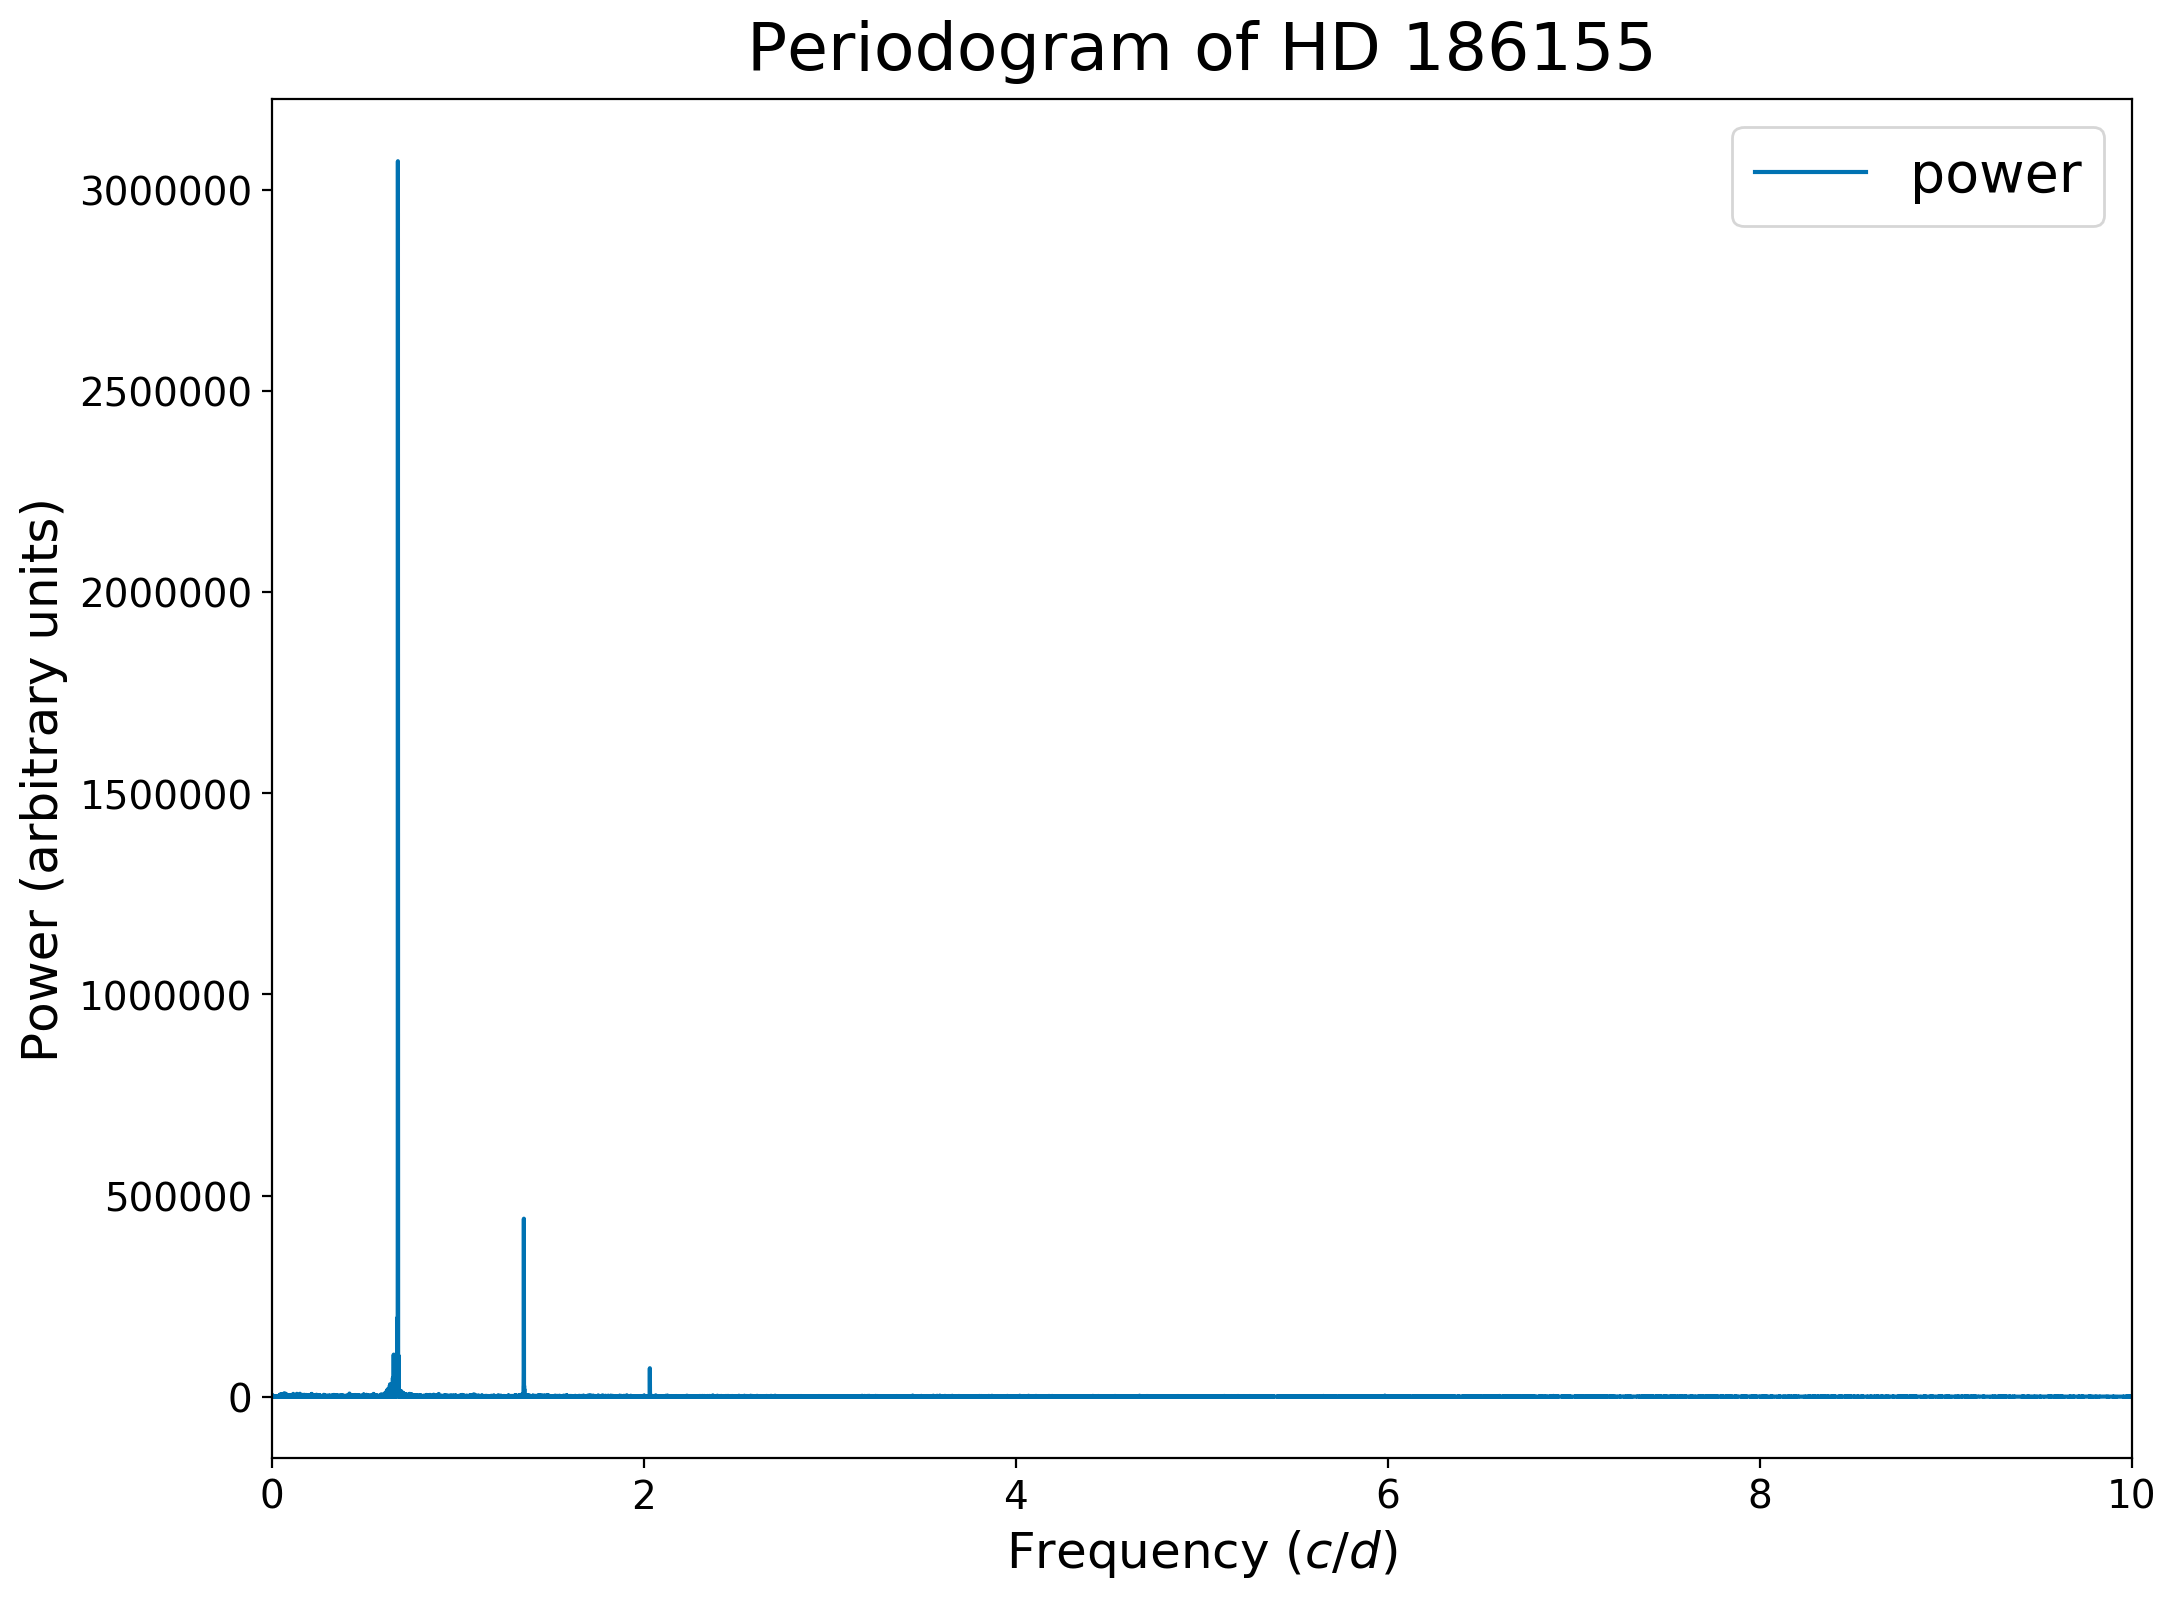 Periodogram of HD 186155
power
3000000
2500000
2000000
1500000
1000000
500000
0
Power (arbitrary units)
0 2 4 6 8 10
Frequency (c/d)